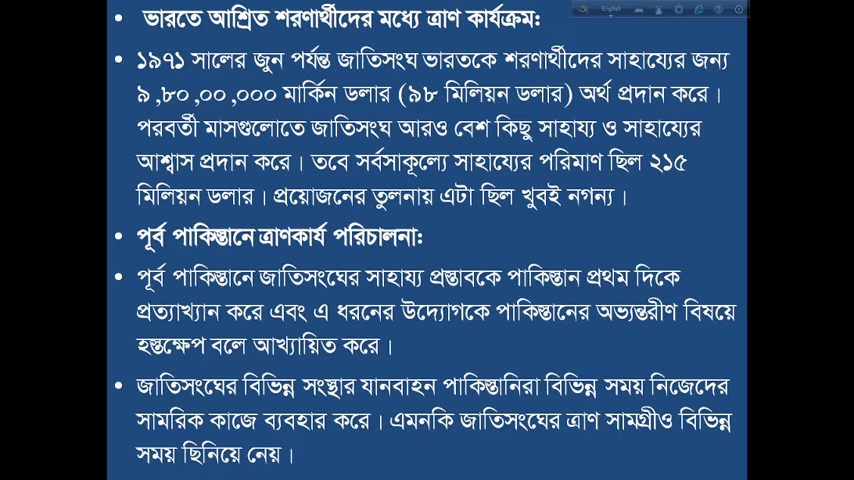 English
• ভারতে আশ্রিত শরণার্থীদের মধ্যে ত্রাণ কার্যক্রম:
• ১৯৭১ সালের জুন পর্যন্ত জাতিসংঘ ভারতকে শরণার্থীদের সাহায্যের জন্য
৯,৮০,০০,০০০ মার্কিন ডলার (৯৮ মিলিয়ন ডলার) অর্থ প্রদান করে।
পরবর্তী মাসগুলোতে জাতিসংঘ আরও বেশ কিছু সাহায্য ও সাহায্যের
আশ্বাস প্রদান করে। তবে সর্বসাকূল্যে সাহায্যের পরিমাণ ছিল ২১৫
মিলিয়ন ডলার। প্রয়োজনের তুলনায় এটা ছিল খুবই নগন্য।
• পূর্ব পাকিস্তানে ত্রাণকার্য পরিচালনা:
• পূর্ব পাকিস্তানে জাতিসংঘের সাহায্য প্রস্তাবকে পাকিস্তান প্রথম দিকে
প্রত্যাখ্যান করে এবং এ ধরনের উদ্যোগকে পাকিস্তানের অভ্যন্তরীণ বিষয়ে
হস্তক্ষেপ বলে আখ্যায়িত করে।
• জাতিসংঘের বিভিন্ন সংস্থার যানবাহন পাকিস্তানিরা বিভিন্ন সময় নিজেদের
সামরিক কাজে ব্যবহার করে। এমনকি জাতিসংঘের ত্রাণ সামগ্রীও বিভিন্ন
সময় ছিনিয়ে নেয়।